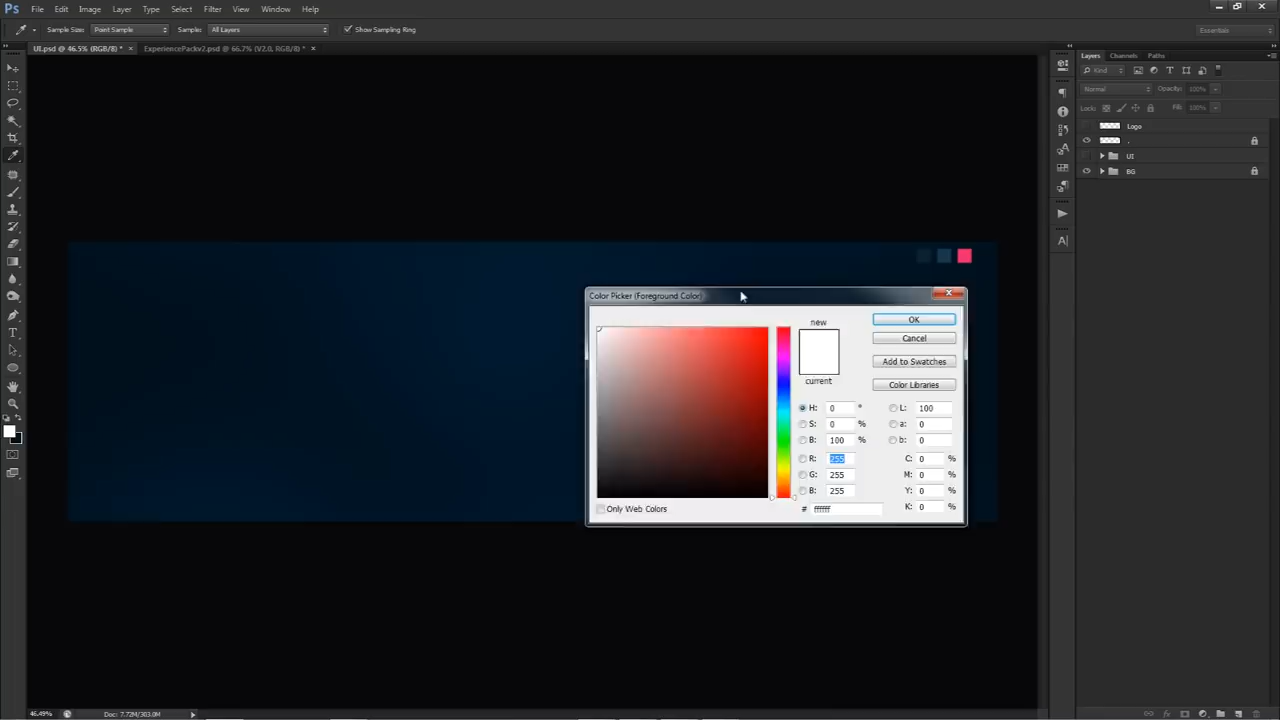 Ps File Edit Image Layer Type Select Filter View Window Help
Sample Size: Point Sample Sample: All Layers Show Sampling Ring Essentials
UI.psd @ 46.5% (RGB/8) * × ExperiencePackv2.psd @ 66.7% (V2.0, RGB/8) * ×
Layers Channels Paths
Kind
Normal Opacity: 100%
Lock: Fill: 100%
Logo
.
UI
BG
Color Picker (Foreground Color)
new
current
OK
Cancel
Add to Swatches
Color Libraries
H: 0 ° L: 100
S: 0 % a: 0
B: 100 % b: 0
R: 255 C: 0 %
G: 255 M: 0 %
B: 255 Y: 0 %
# ffffff K: 0 %
Only Web Colors
46.49% Doc: 7.72M/303.0M